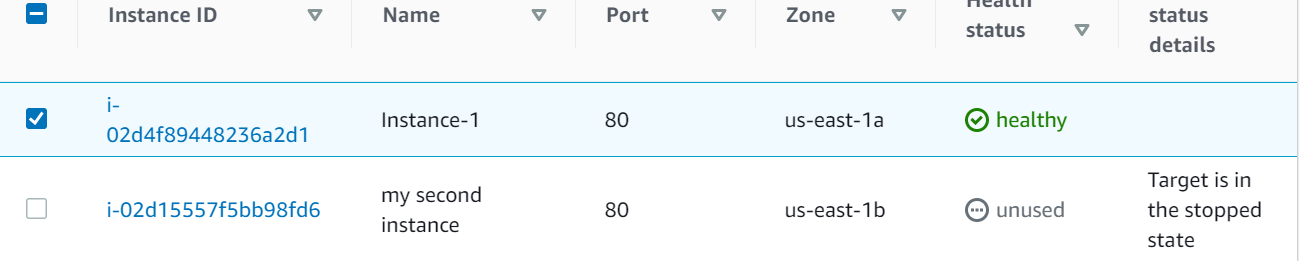 Instance ID
Name
Port
Zone
Health
status
status
details
i-
02d4f89448236a2d1
Instance-1
80
us-east-1a
healthy
i-02d15557f5bb98fd6
my second
instance
80
us-east-1b
unused
Target is in
the stopped
state